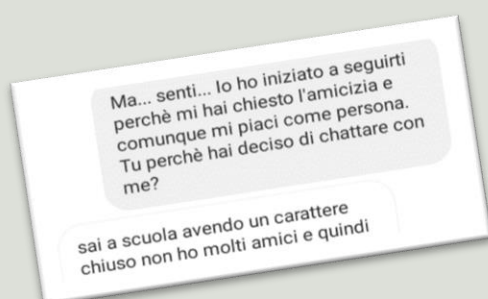 Ma... senti... Io ho iniziato a seguirti
perchè mi hai chiesto l'amicizia e
comunque mi piaci come persona.
Tu perchè hai deciso di chattare con
me?
sai a scuola avendo un carattere
chiuso non ho molti amici e quindi